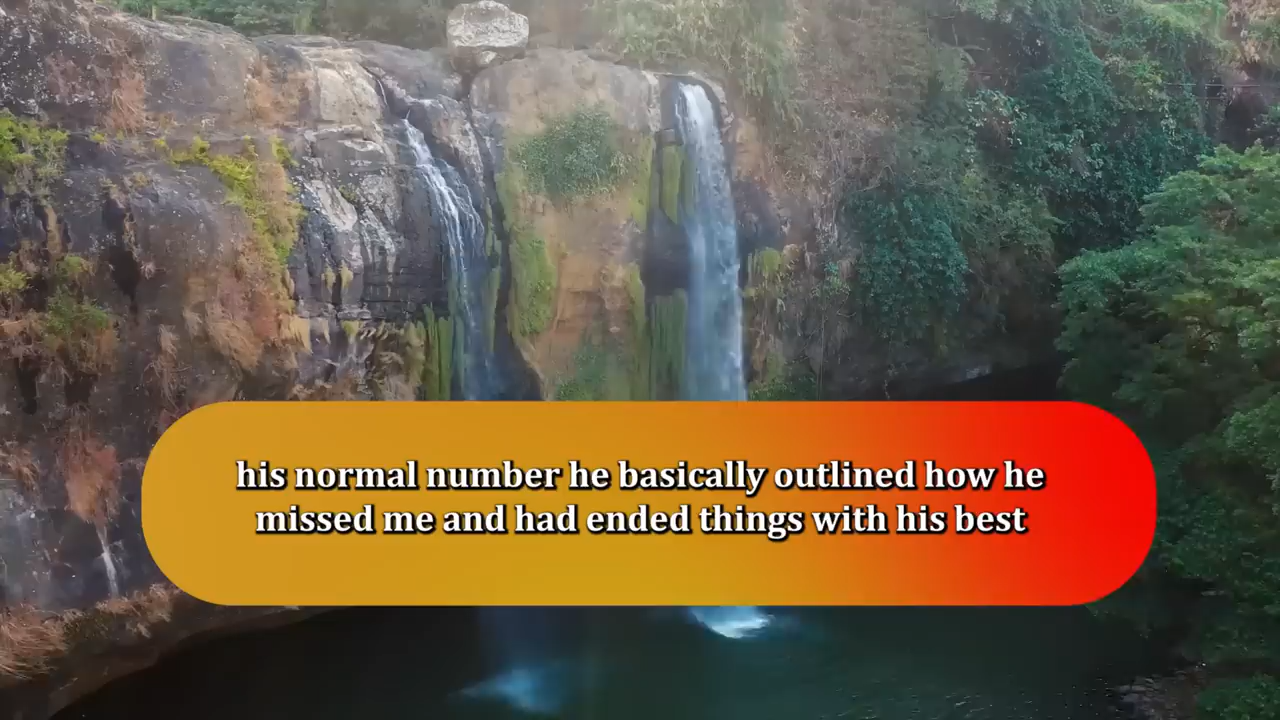 his normal number he basically outlined how he
missed me and had ended things with his best